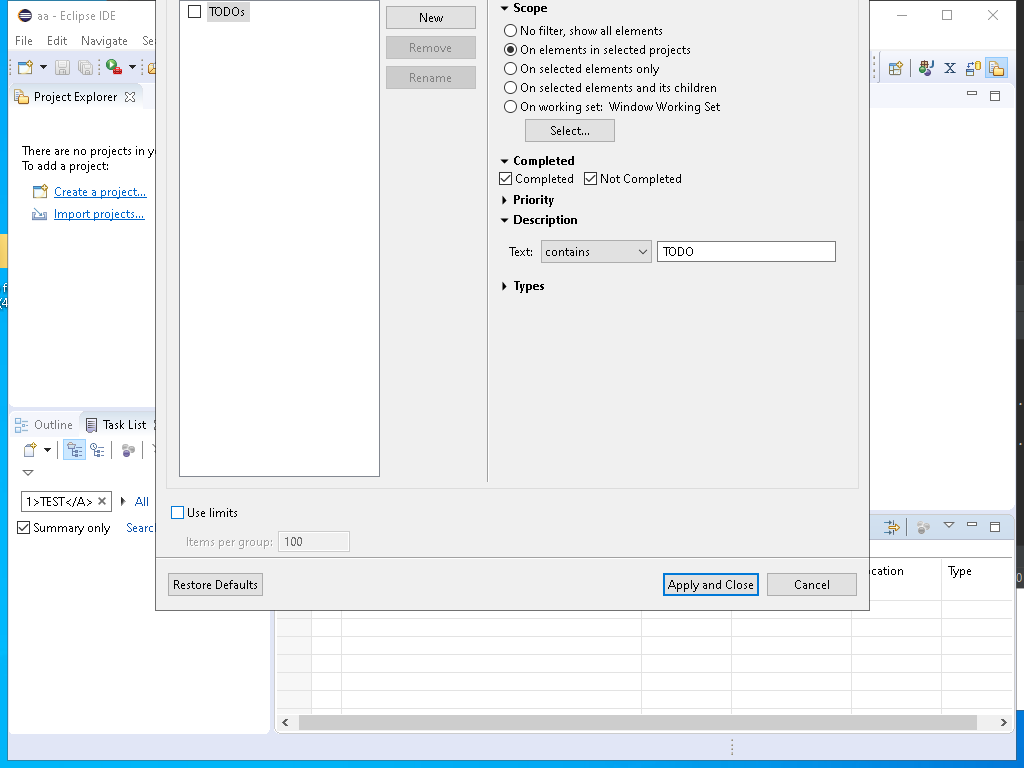 aa - Eclipse IDE
File Edit Navigate
Project Explorer
There are no projects in
To add a project:
Create a project...
Import projects...
TODOs
New
Remove
Rename
Scope
No filter, show all elements
On elements in selected projects
On selected elements only
On selected elements and its children
On working set: Window Working Set
Select...
Completed
Completed Not Completed
Priority
Description
Text: contains TODO
Types
Outline Task List
1>TEST</A> All
Summary only
Use limits
Items per group: 100
Restore Defaults Apply and Close Cancel
Type